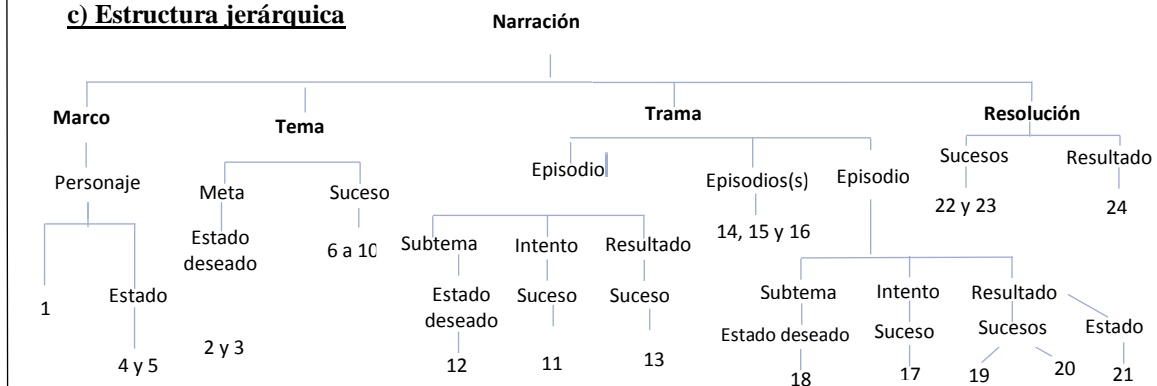 c) Estructura jerárquica
Narración
Marco
Tema
Trama
Resolución
Personaje
Meta
Suceso
Episodio
Episodios(s)
Episodio
Sucesos
Resultado
22 y 23
24
Estado
deseado
6 a 10
Subtema
Intento
Resultado
14, 15 y 16
1
Estado
4 y 5
2 y 3
Estado
deseado
Suceso
Suceso
12
11
13
Subtema
Intento
Resultado
Estado deseado
Suceso
Sucesos
Estado
18
17
19
20
21